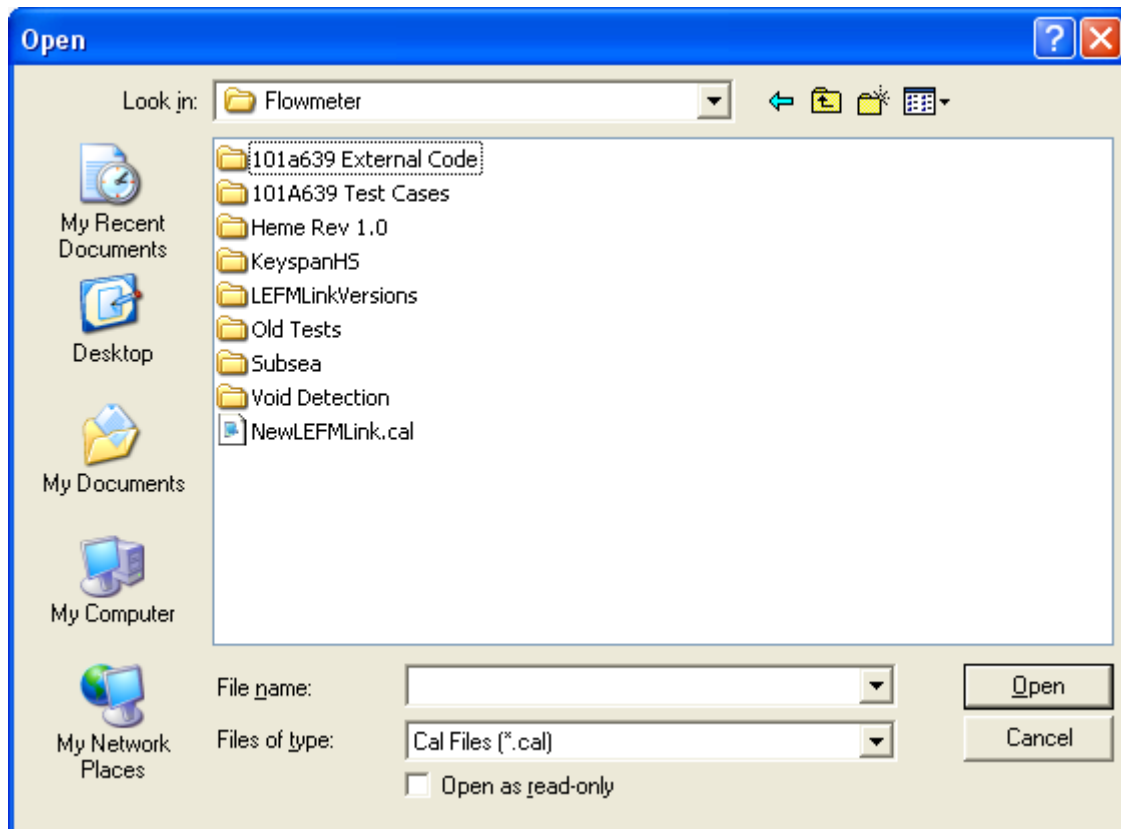 Open
Look in: Flowmeter
My Recent
Documents
Desktop
My Documents
My Computer
My Network
Places
101a639 External Code
101A639 Test Cases
Heme Rev 1.0
KeyspanHS
LEFMLinkVersions
Old Tests
Subsea
Void Detection
NewLEFMLink.cal
File name: Open
Files of type: Cal Files (*.cal) Cancel
Open as read-only